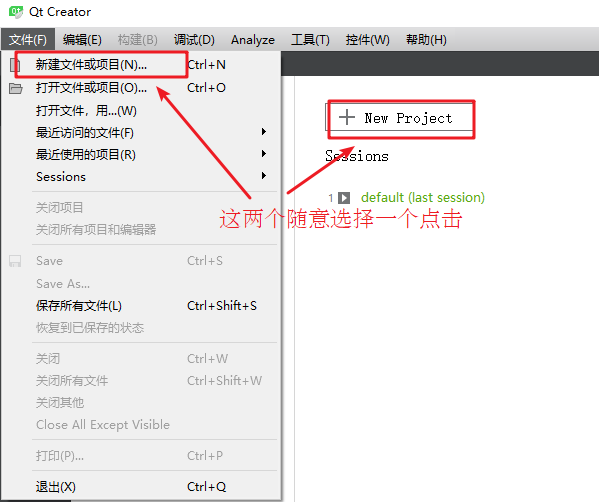 Qt Creator
文件(F) 编辑(E) 构建(B) 调试(D) Analyze 工具(T) 控件(W) 帮助(H)
新建文件或项目(N)... Ctrl+N
打开文件或项目(O)... Ctrl+O
打开文件，用...(W)
最近访问的文件(F)
最近使用的项目(R)
Sessions
关闭项目
关闭所有项目和编辑器
Save Ctrl+S
Save As...
保存所有文件(L) Ctrl+Shift+S
恢复到已保存的状态
关闭 Ctrl+W
关闭所有文件 Ctrl+Shift+W
关闭其他
Close All Except Visible
打印(P)... Ctrl+P
退出(X) Ctrl+Q
New Project
Sessions
1 default (last session)
这两个随意选择一个点击